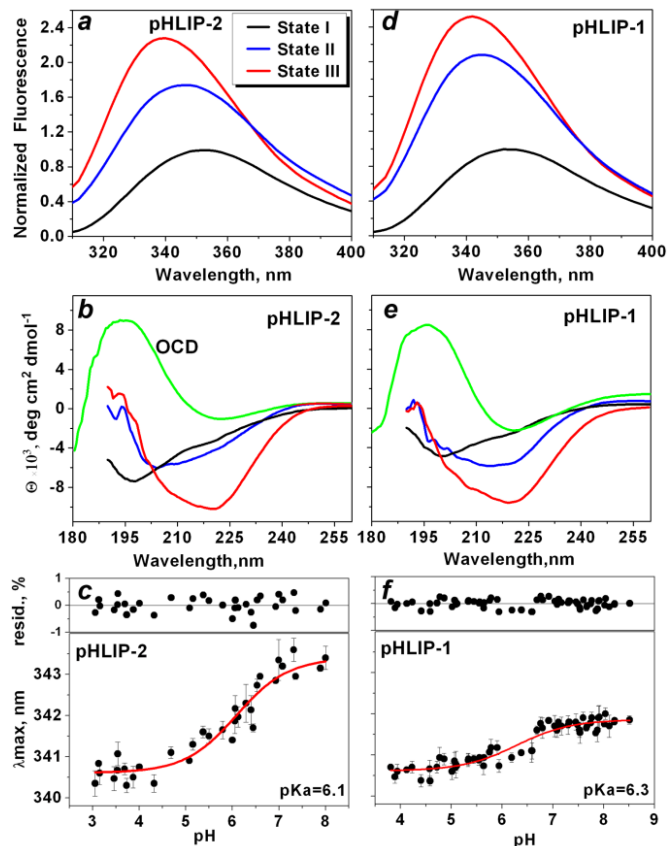 a
pHLIP-2
State I
State II
State III
d
pHLIP-1
Normalized Fluorescence
2.4
1.8
1.2
0.6
0.0
320 340 360 380 400
320 340 360 380 400
Wavelength, nm
Wavelength, nm
b
pHLIP-2
OCD
e
pHLIP-1
Θ ·10³, deg cm² dmol⁻¹
8
4
0
-4
-8
180 195 210 225 240 255
180 195 210 225 240 255
Wavelength,nm
Wavelength,nm
resid., %
1
0
-1
c
f
pHLIP-2
pHLIP-1
λmax, nm
343
342
341
340
pKa=6.1
pKa=6.3
3 4 5 6 7 8
4 5 6 7 8 9
pH
pH